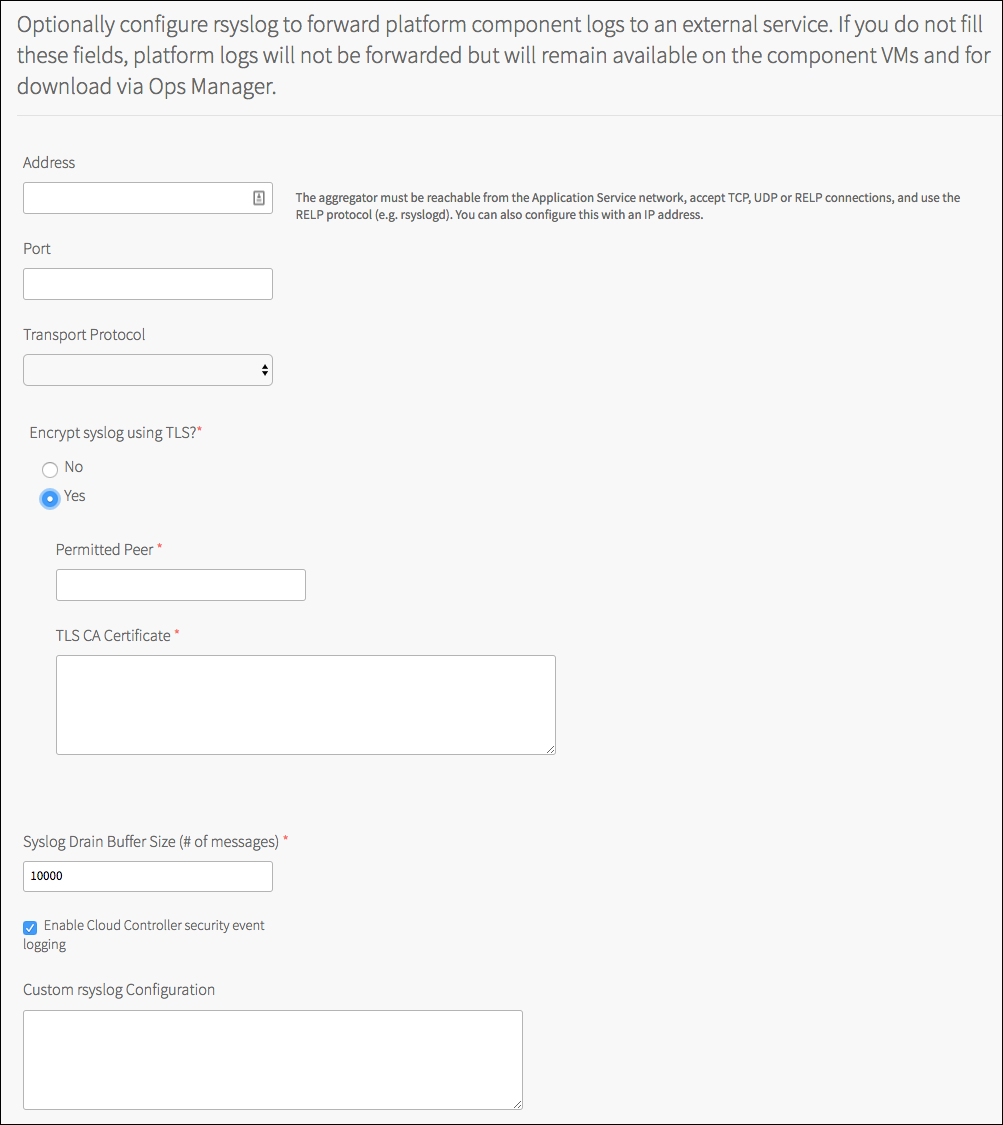 Optionally configure rsyslog to forward platform component logs to an external service. If you do not fill
these fields, platform logs will not be forwarded but will remain available on the component VMs and for
download via Ops Manager.
Address
The aggregator must be reachable from the Application Service network, accept TCP, UDP or RELP connections, and use the
RELP protocol (e.g. rsyslogd). You can also configure this with an IP address.
Port
Transport Protocol
Encrypt syslog using TLS?*
No
Yes
Permitted Peer *
TLS CA Certificate *
Syslog Drain Buffer Size (# of messages) *
10000
Enable Cloud Controller security event
logging
Custom rsyslog Configuration